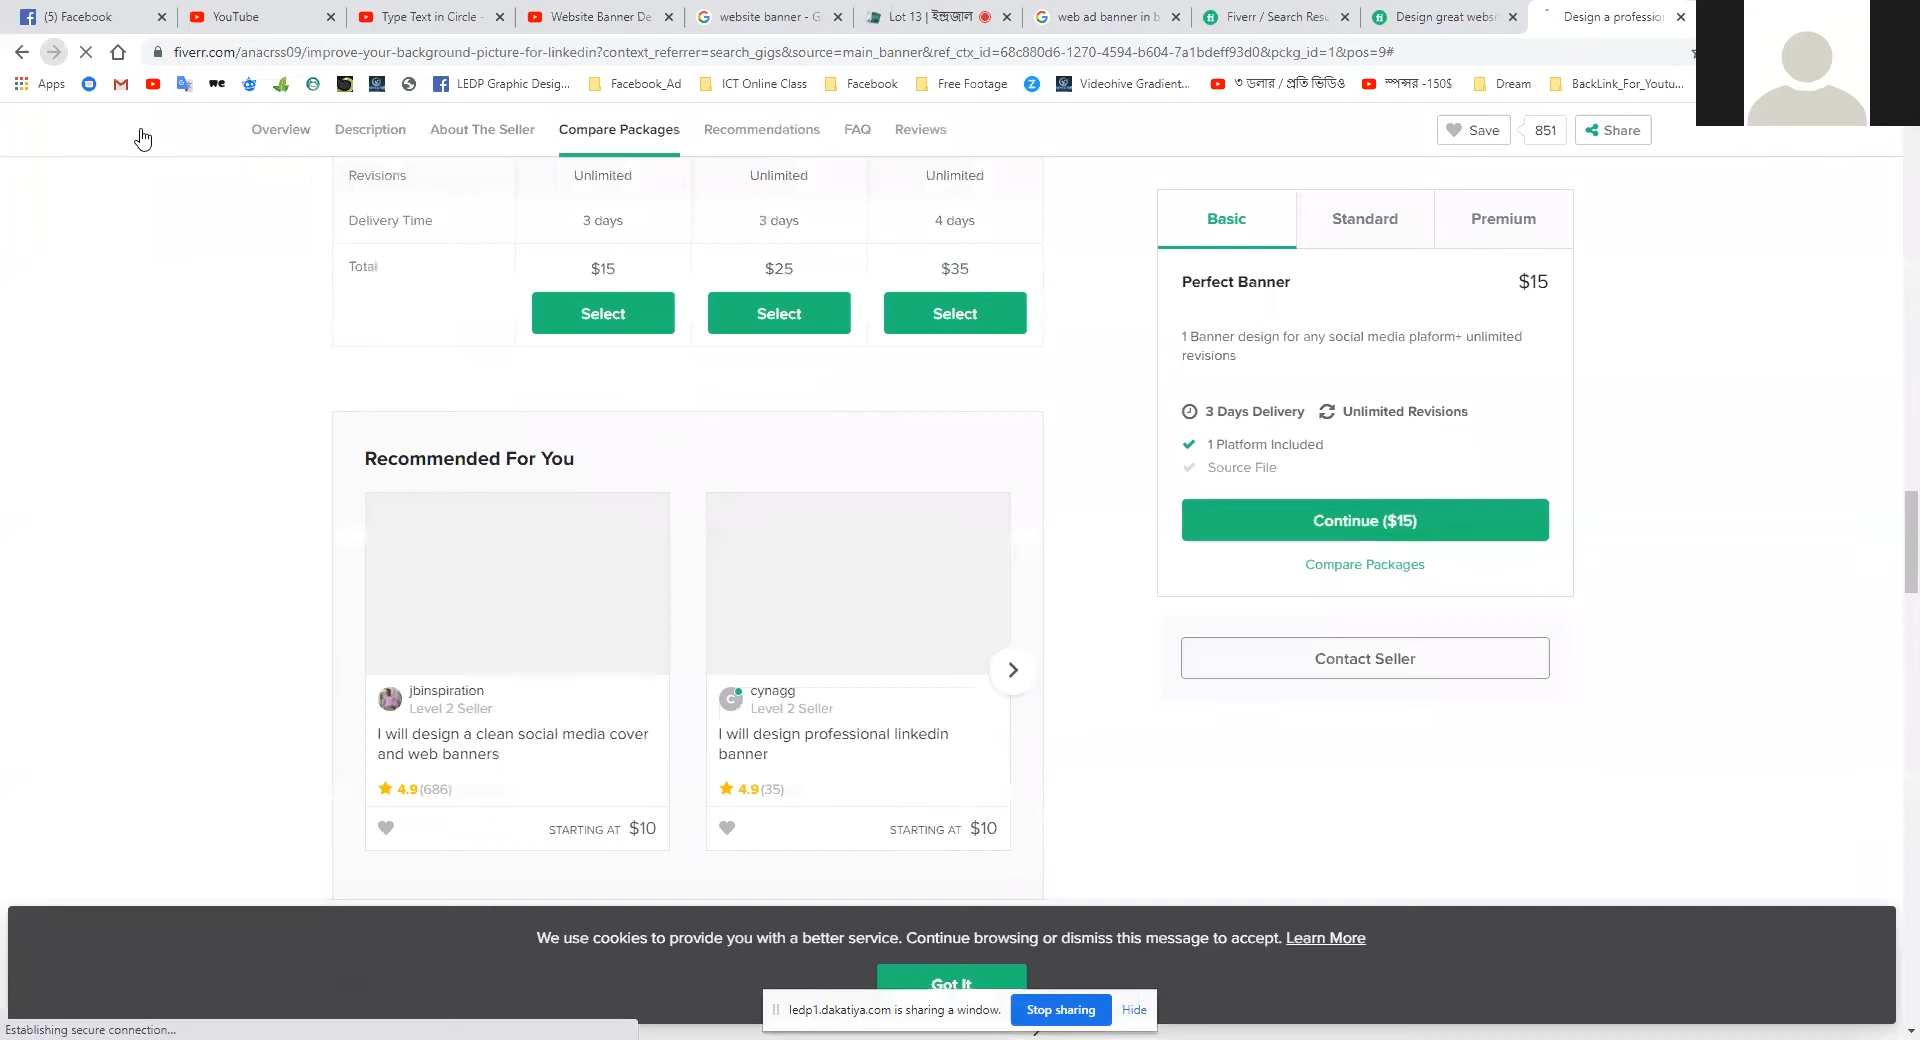 (5) Facebook
YouTube
Type Text in Circle -
Website Banner De
website banner - G
Lot 13 | ইন্দ্রজাল
web ad banner in b
Fiverr / Search Resu
Design great websi
Design a professio
fiverr.com/anacrss09/improve-your-background-picture-for-linkedin?context_referrer=search_gigs&source=main_banner&ref_ctx_id=68c880d6-1270-4594-b604-7a1bdeff93d0&pckg_id=1&pos=9#
Apps
LEDP Graphic Desig...
Facebook_Ad
ICT Online Class
Facebook
Free Footage
Videohive Gradient...
৩ ডলার / প্রতি ভিডিও
স্পন্সর -150$
Dream
BackLink_For_Youtu...
Overview
Description
About The Seller
Compare Packages
Recommendations
FAQ
Reviews
Save
851
Share
Revisions Unlimited Unlimited Unlimited
Delivery Time 3 days 3 days 4 days
Total $15 $25 $35
Select Select Select
Basic Standard Premium
Perfect Banner $15
1 Banner design for any social media plaform+ unlimited
revisions
3 Days Delivery Unlimited Revisions
1 Platform Included
Source File
Continue ($15)
Compare Packages
Contact Seller
Recommended For You
jbinspiration
Level 2 Seller
I will design a clean social media cover
and web banners
4.9 (686)
STARTING AT $10
C
cynagg
Level 2 Seller
I will design professional linkedin
banner
4.9 (35)
STARTING AT $10
We use cookies to provide you with a better service. Continue browsing or dismiss this message to accept. Learn More
Got It
ledp1.dakatiya.com is sharing a window. Stop sharing Hide
Establishing secure connection...